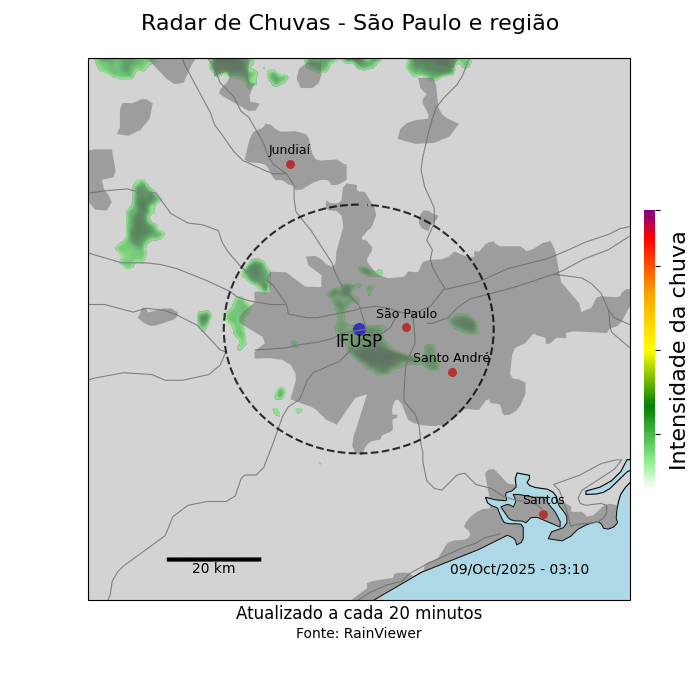 Radar de Chuvas - São Paulo e região
Jundiaí
São Paulo
IFUSP
Santo André
Intensidade da chuva
Santos
20 km
09/Oct/2025 - 03:10
Atualizado a cada 20 minutos
Fonte: RainViewer